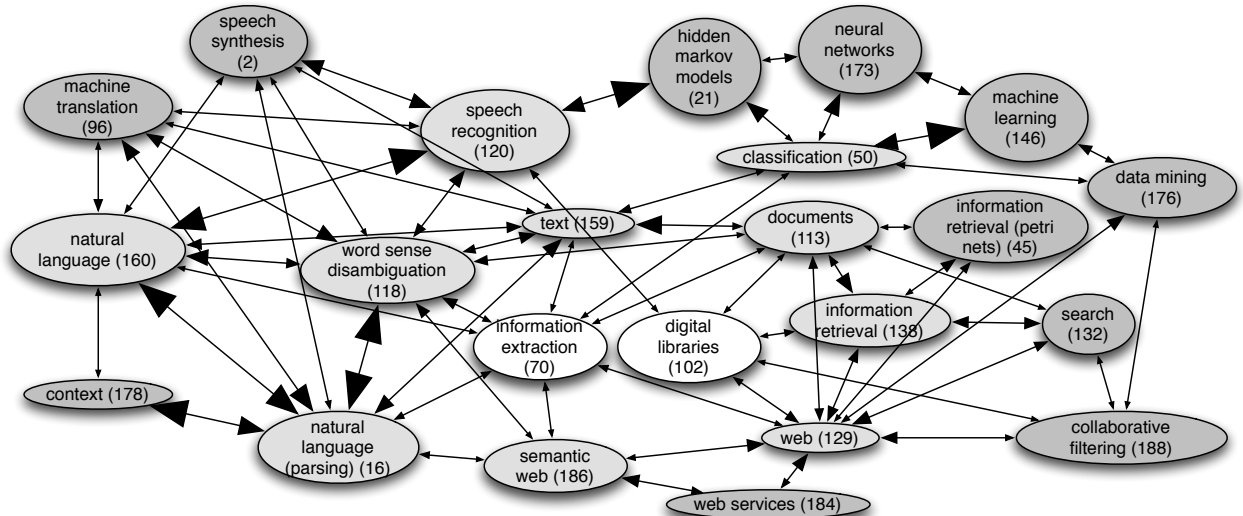 speech
synthesis
(2)
hidden
markov
models
(21)
neural
networks
(173)
machine
translation
(96)
speech
recognition
(120)
machine
learning
(146)
classification (50)
data mining
(176)
natural
language (160)
word sense
disambiguation
(118)
text (159)
documents
(113)
information
retrieval (petri
nets) (45)
information
extraction
(70)
digital
libraries
(102)
information
retrieval (138)
search
(132)
context (178)
natural
language
(parsing) (16)
semantic
web (186)
web (129)
collaborative
filtering (188)
web services (184)